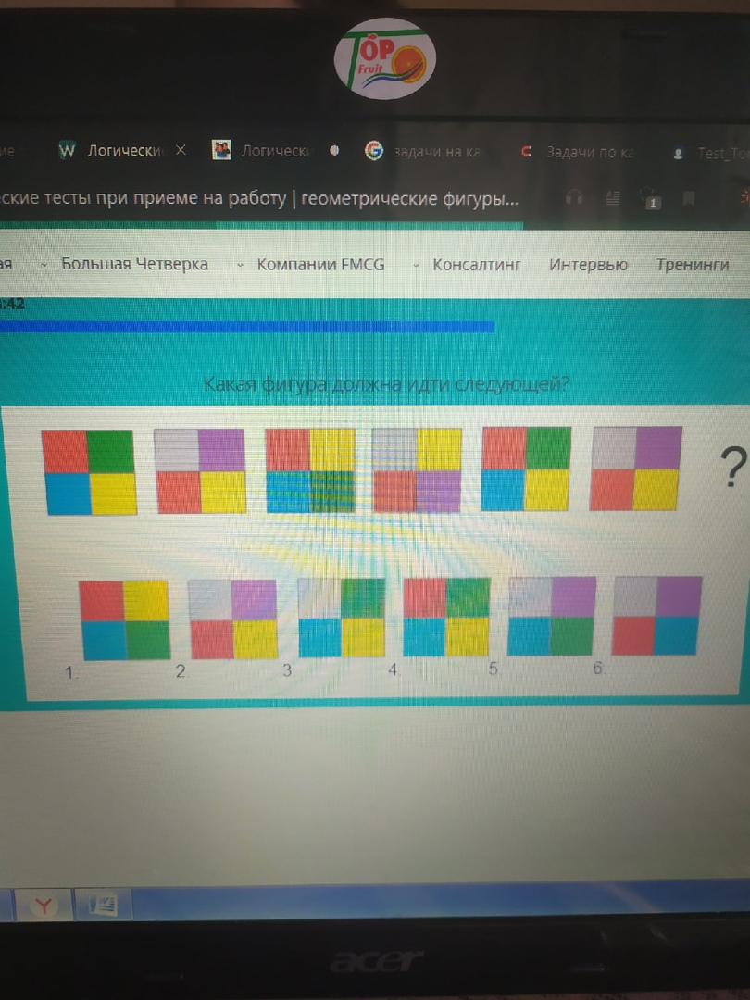 TOP
Fruit
ие
W Логически
Логически
G задачи на ка
Задачи по ка
Test_To
ские тесты при приеме на работу | геометрические фигуры...
1
ая
Большая Четверка
Компании FMCG
Консалтинг
Интервью
Тренинги
:42
Какая фигура должна идти следующей?
?
1.
2
3
4
5
6.
Y
acer